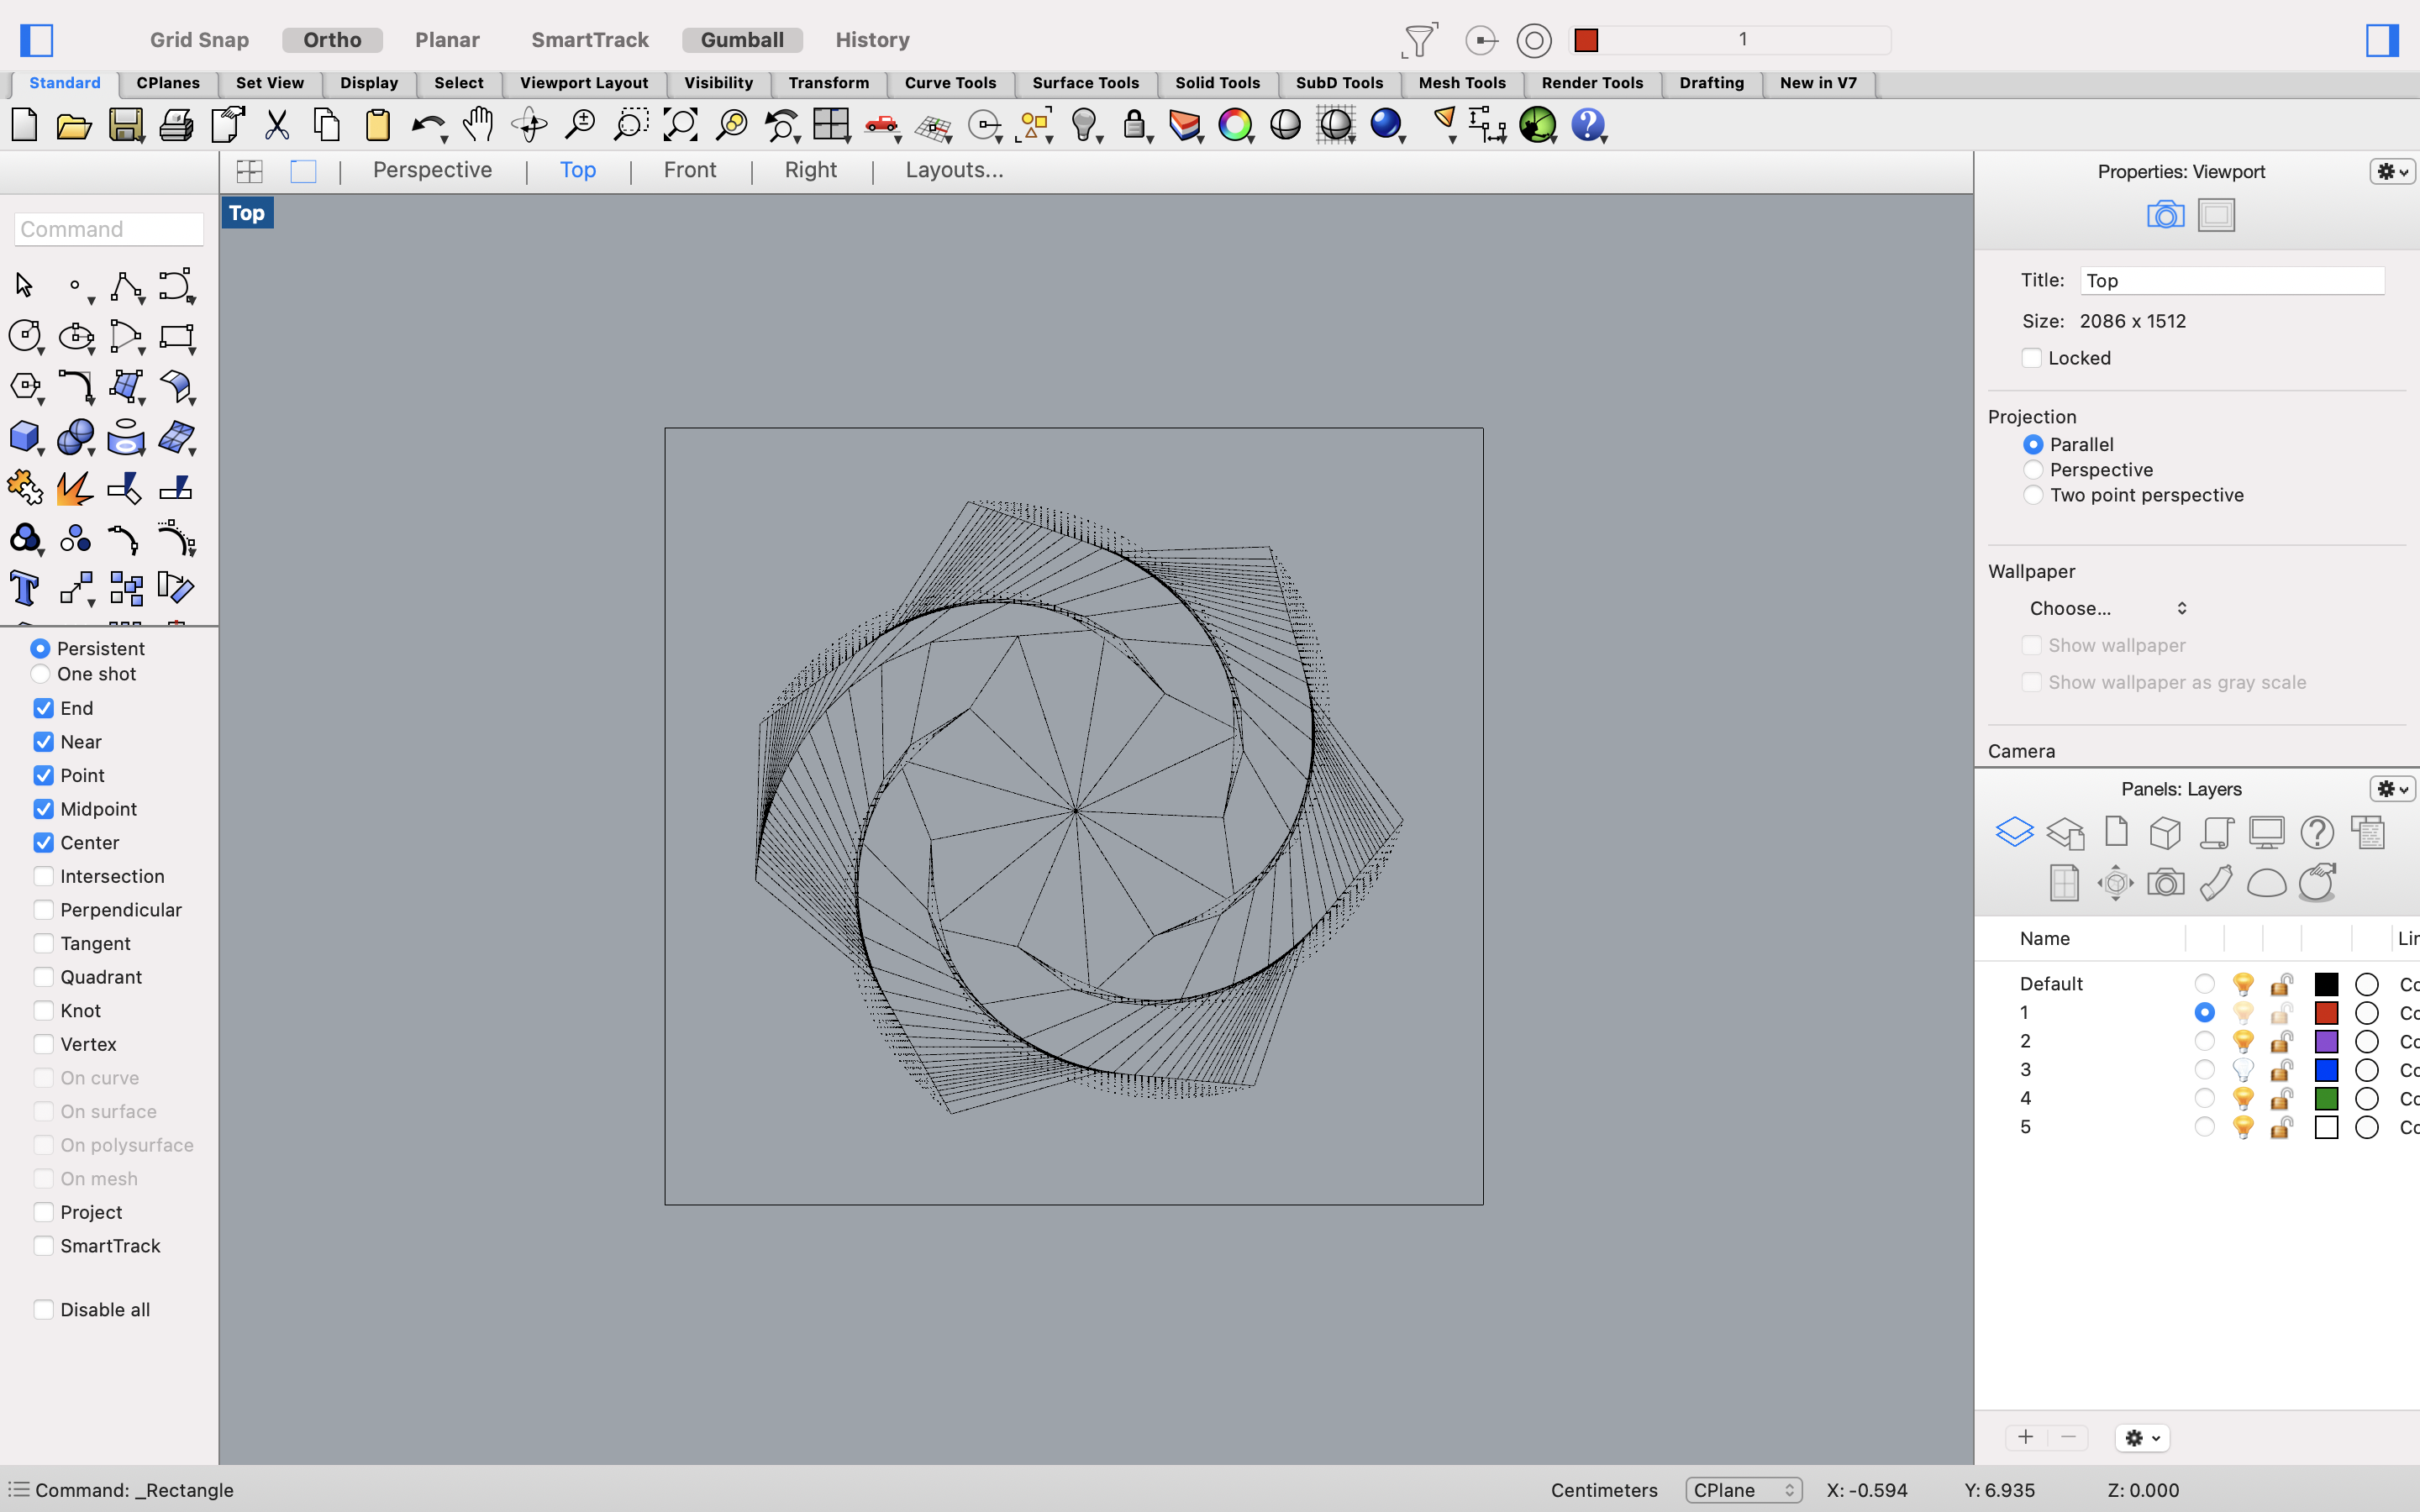 Grid Snap Ortho Planar SmartTrack Gumball History 1
Standard CPlanes Set View Display Select Viewport Layout Visibility Transform Curve Tools Surface Tools Solid Tools SubD Tools Mesh Tools Render Tools Drafting New in V7
Perspective Top Front Right Layouts...
Top
Command
Persistent
One shot
End
Near
Point
Midpoint
Center
Intersection
Perpendicular
Tangent
Quadrant
Knot
Vertex
On curve
On surface
On polysurface
On mesh
Project
SmartTrack
Disable all
Properties: Viewport
Title: Top
Size: 2086 x 1512
Locked
Projection
Parallel
Perspective
Two point perspective
Wallpaper
Choose...
Show wallpaper
Show wallpaper as gray scale
Camera
Panels: Layers
Name Lir
Default Co
1 Co
2 Co
3 Co
4 Co
5 Co
Command: _Rectangle
Centimeters CPlane X: -0.594 Y: 6.935 Z: 0.000